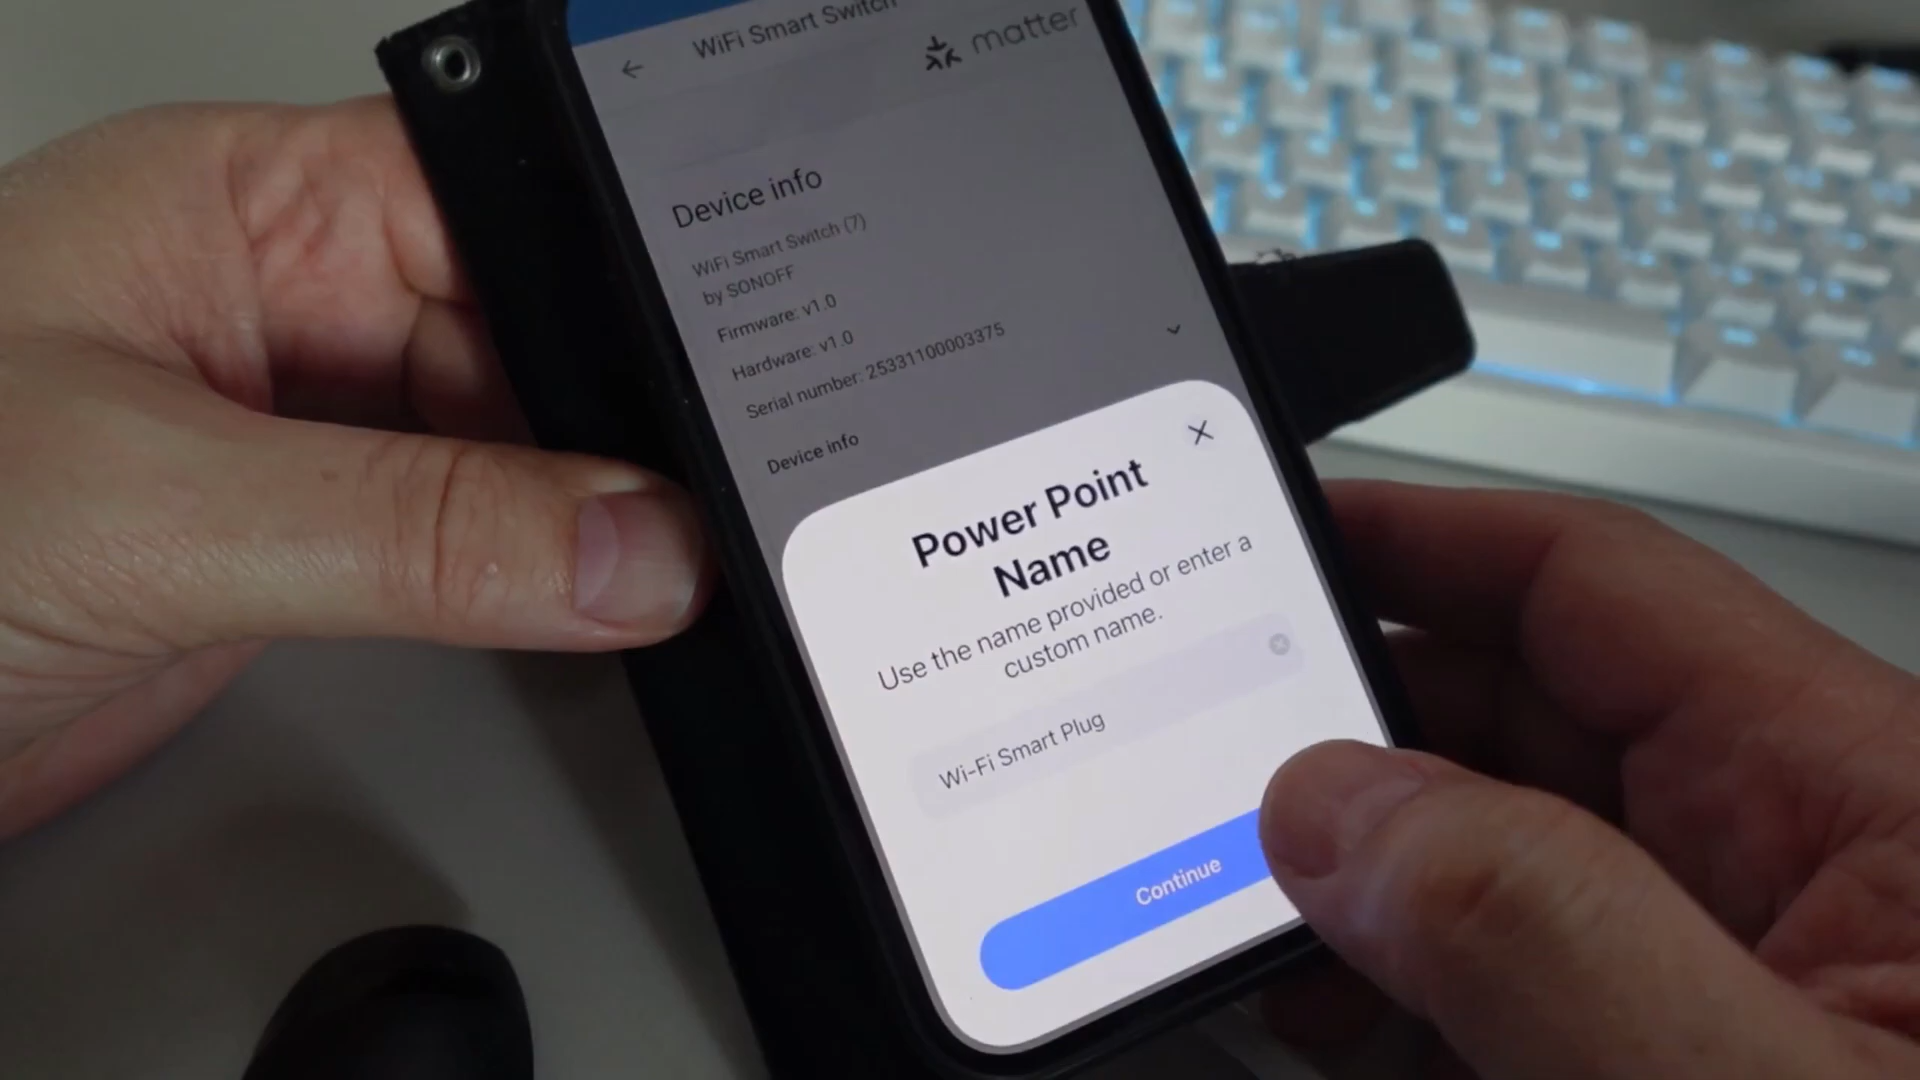 WiFi Smart Switch
matter
Device info
WiFi Smart Switch (7)
by SONOFF
Firmware: v1.0
Hardware: v1.0
Serial number: 25331100003375
Device info
Power Point
Name
Use the name provided or enter a
custom name.
Wi-Fi Smart Plug
Continue